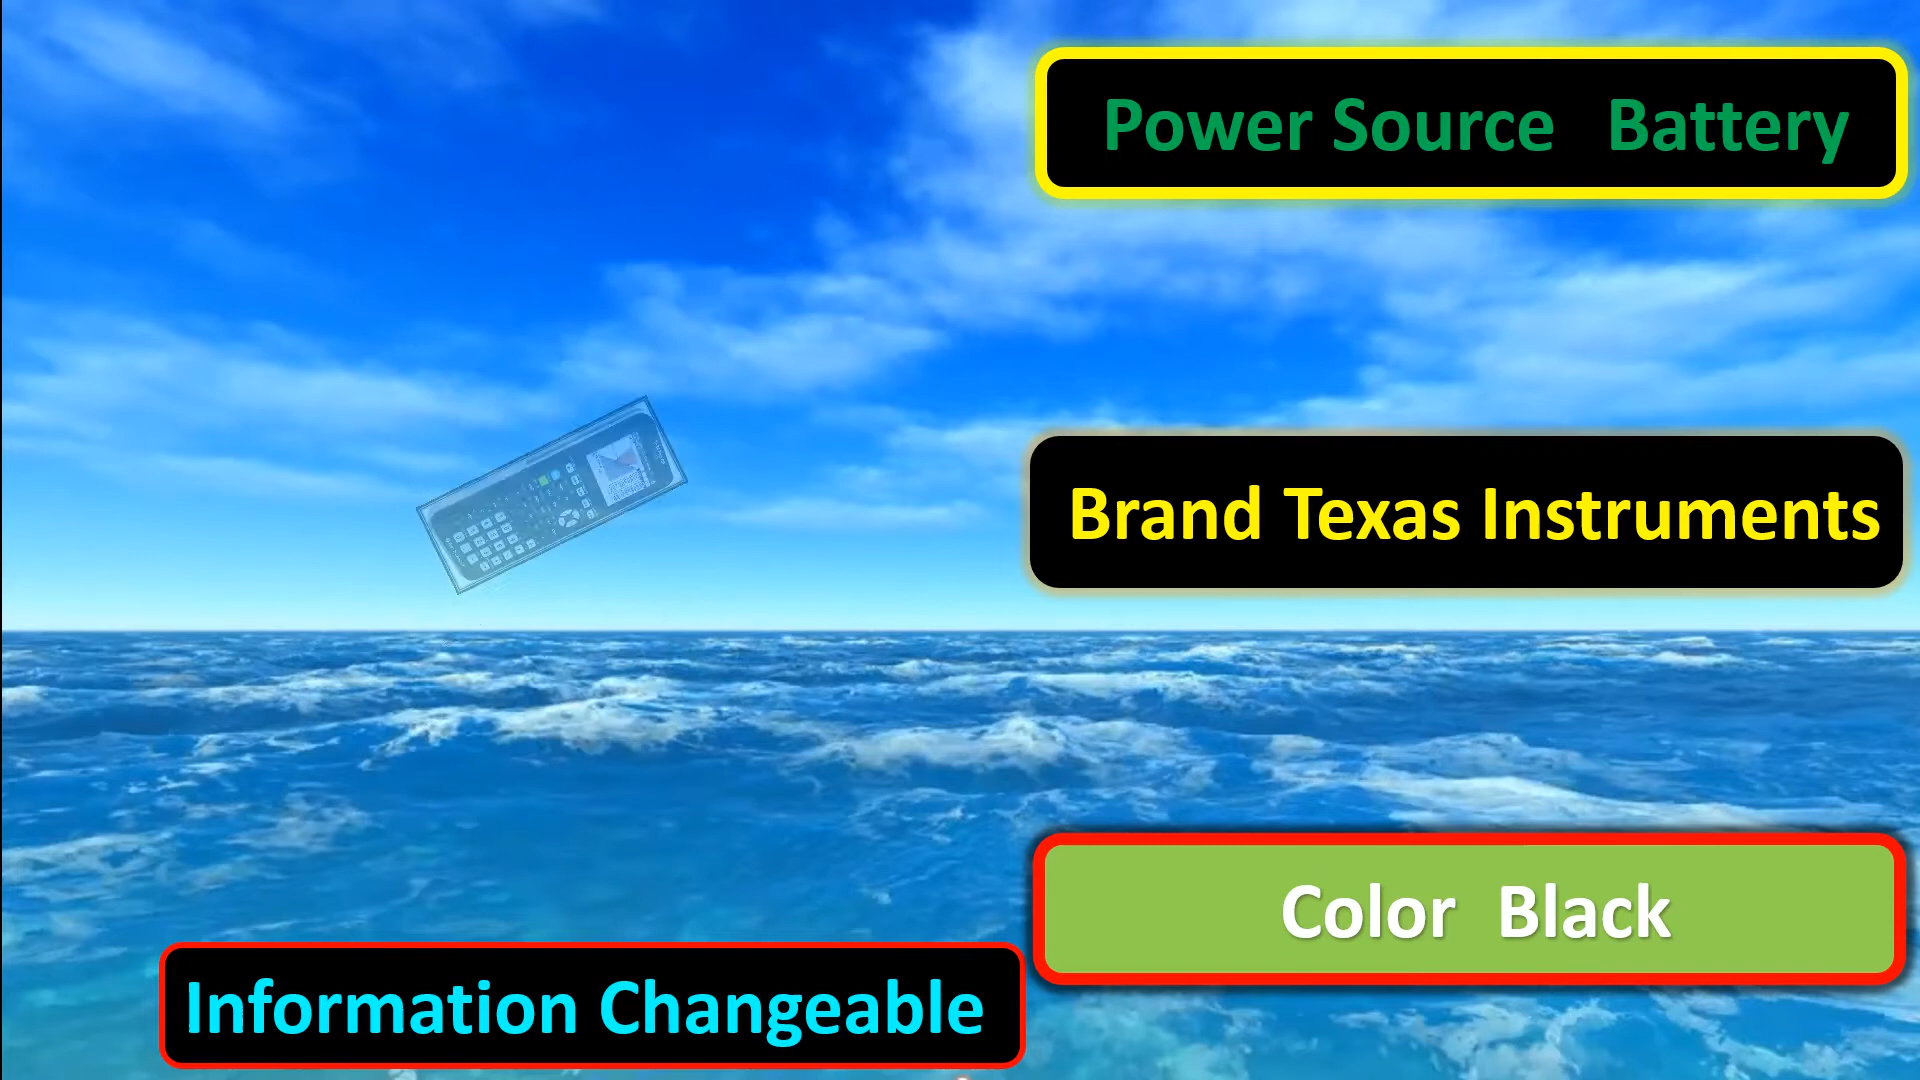 Power Source Battery
Brand Texas Instruments
Color Black
Information Changeable